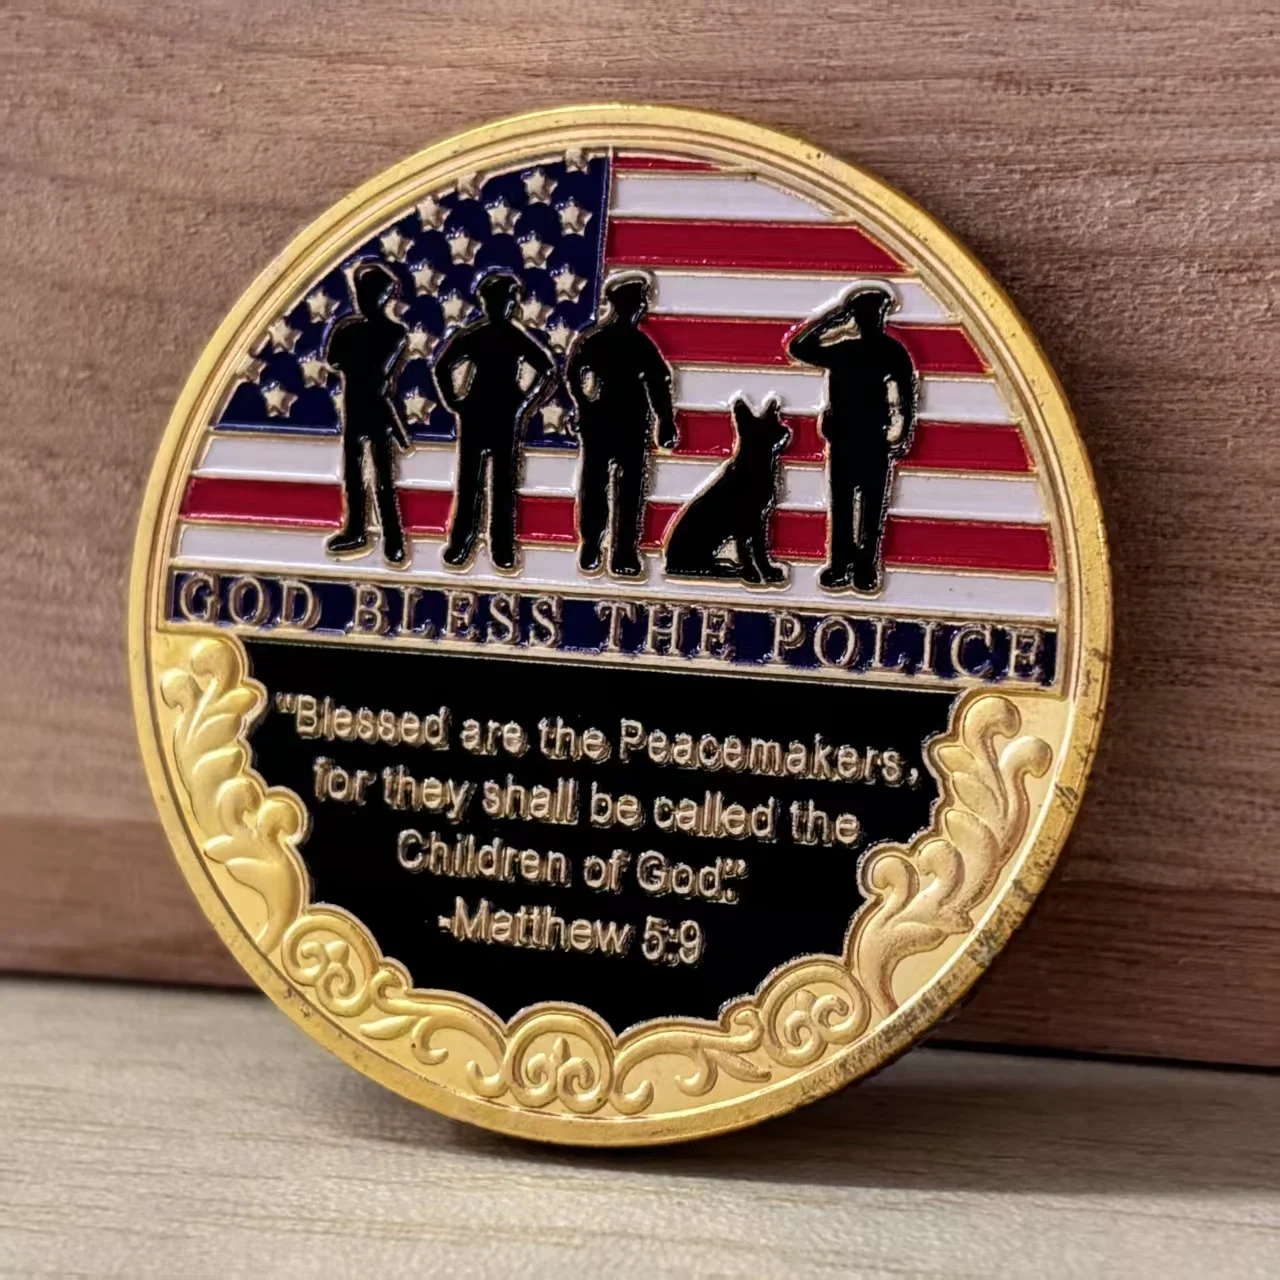 GOD BLESS THE POLICE
“Blessed are the Peacemakers,
for they shall be called the
Children of God.“
-Matthew 5:9